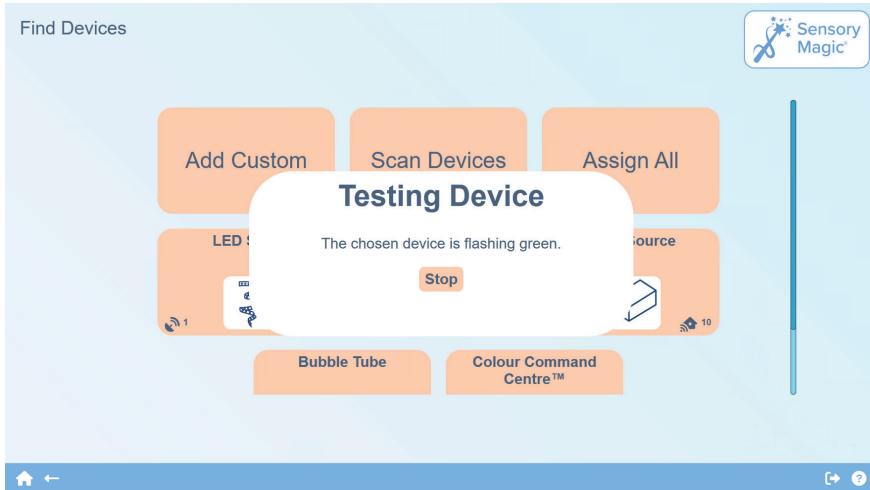 Find Devices
Sensory
Magic®
Add Custom
Scan Devices
Assign All
Testing Device
The chosen device is flashing green.
Stop
LED
ource
1
10
Bubble Tube
Colour Command
Centre™